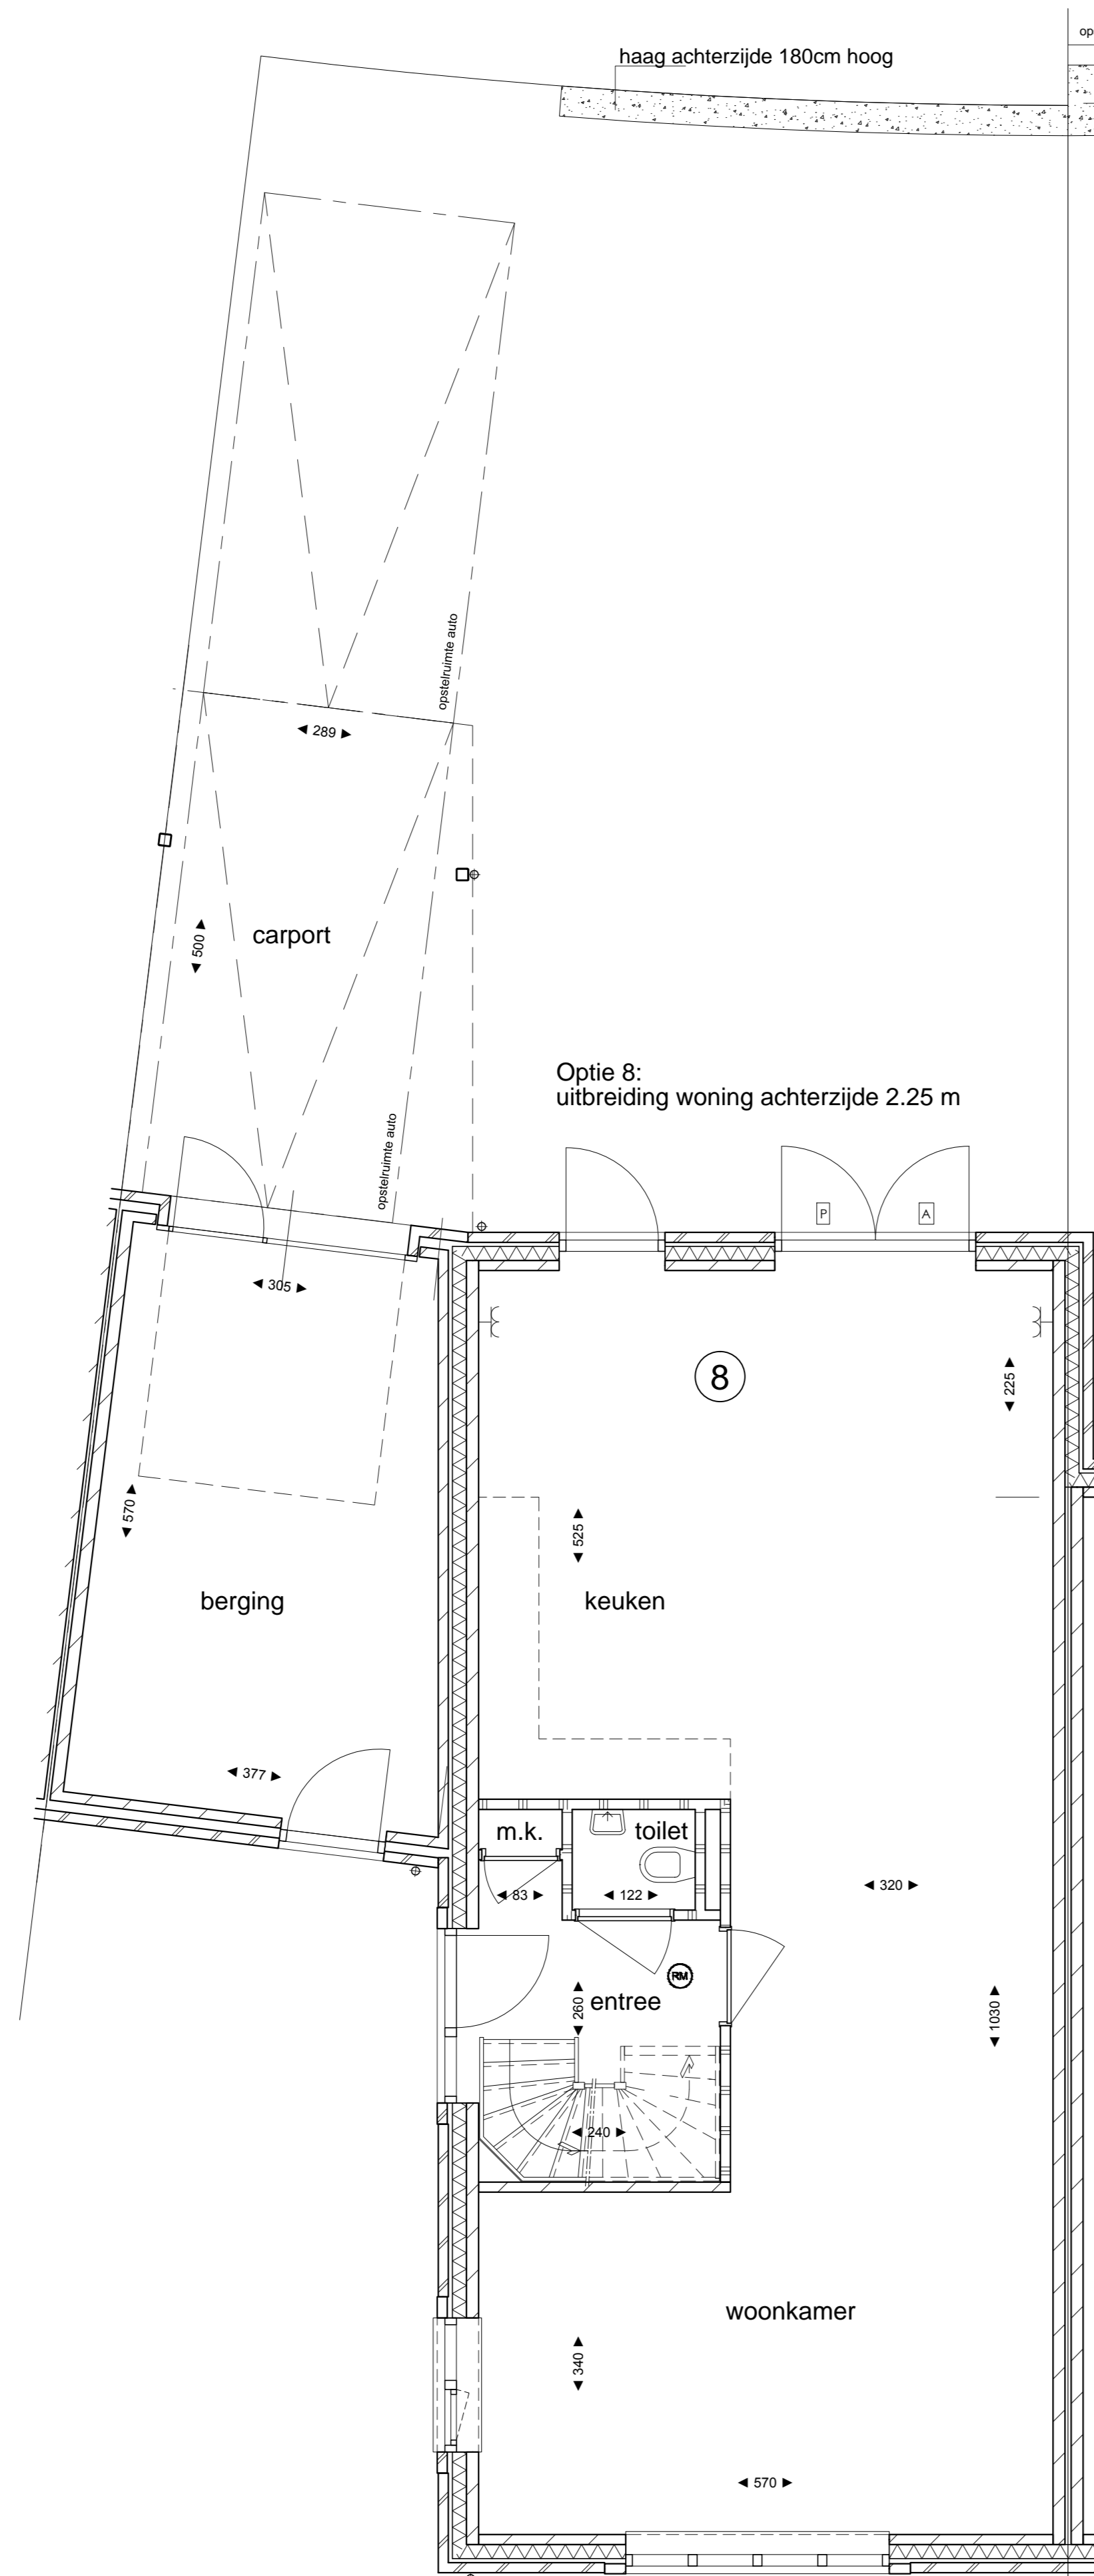 op
haag achterzijde 180cm hoog
opstelruimte auto
289
500
carport
Optie 8:
uitbreiding woning achterzijde 2.25 m
opstelruimte auto
P
A
305
8
225
570
525
berging
keuken
377
m.k.
toilet
83
122
320
RM
260
entree
1030
240
woonkamer
340
570